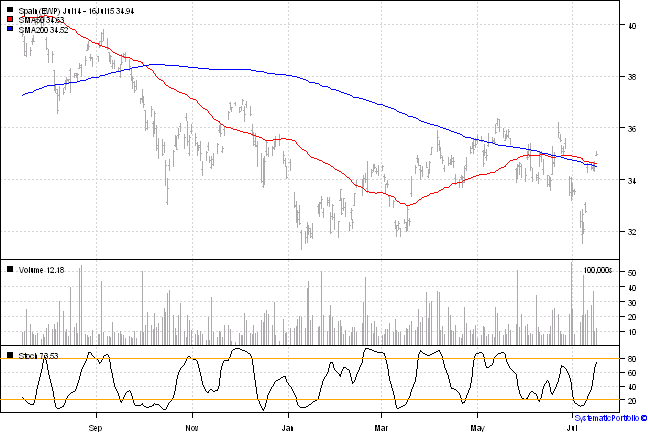 Spain (EWP) Jul14 - 16Jul15 34.94
SMA50 34.63
SMA200 34.52
40
38
36
34
32
Volume 12.18
100,000s
50
40
30
20
10
Stoch 76.53
80
60
40
20
Sep Nov Jan Mar May Jul
SystematicPortfolio ©